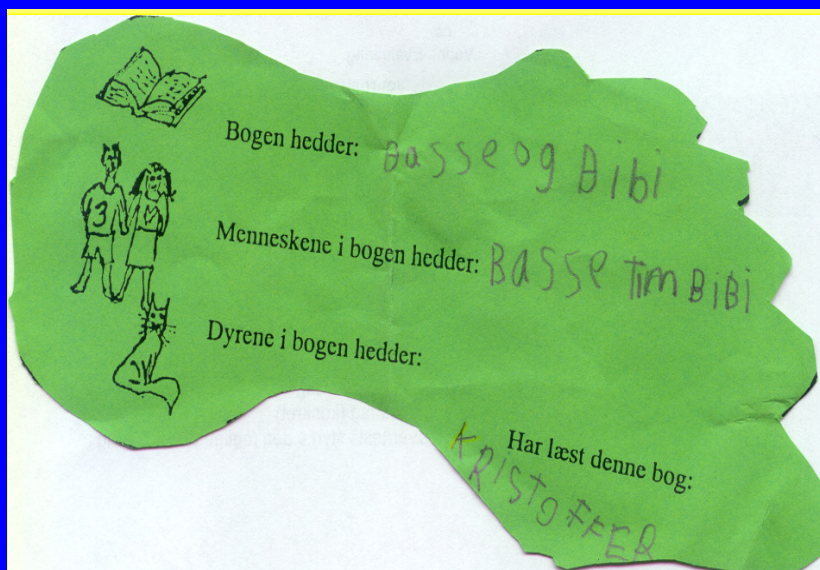 Bogen hedder: Basse og Bibi
3
Menneskene i bogen hedder: BASSE Tim BiBi
Dyrene i bogen hedder:
Har læst denne bog:
KRiSTOFFER